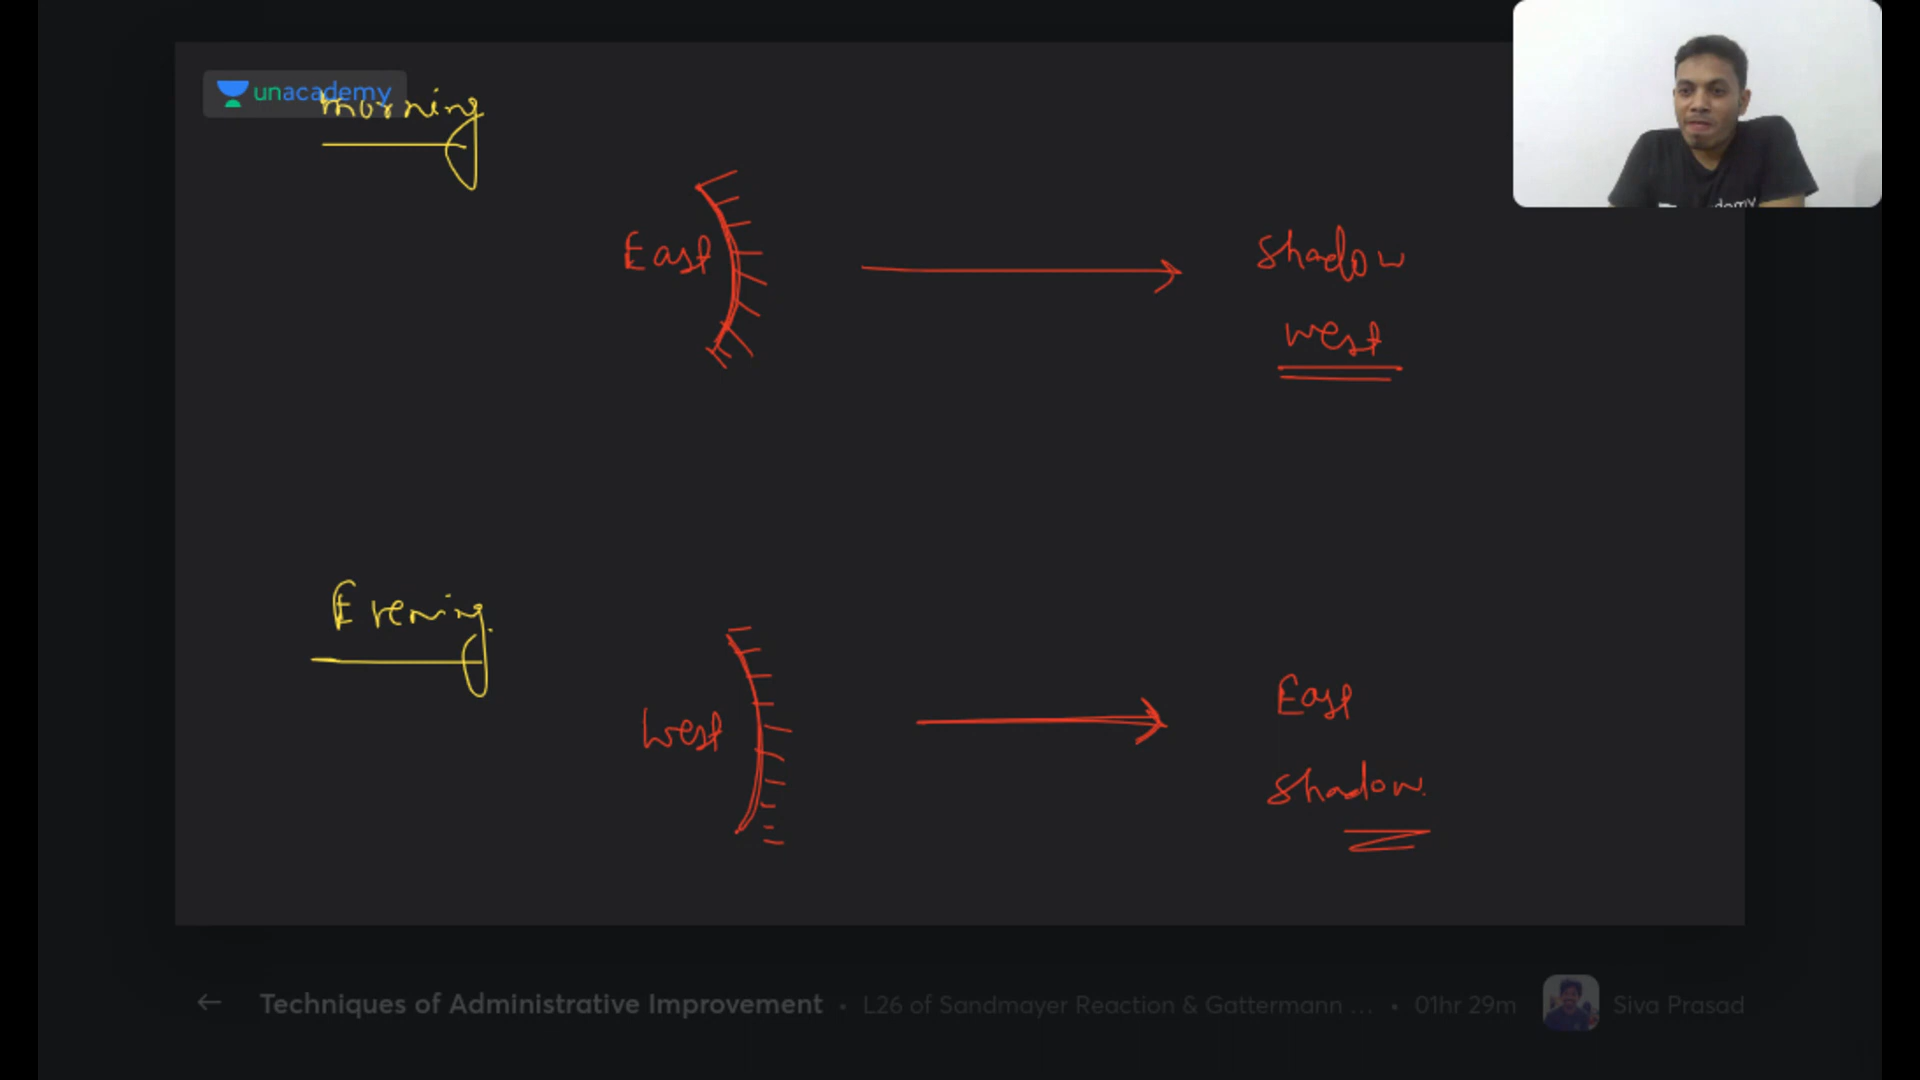 unacademy
morning
East
shadow
west
Evening
West
East
shadow
Techniques of Administrative Improvement • L26 of Sandmayer Reaction & Gattermann ... • 01hr 29m Siva Prasad